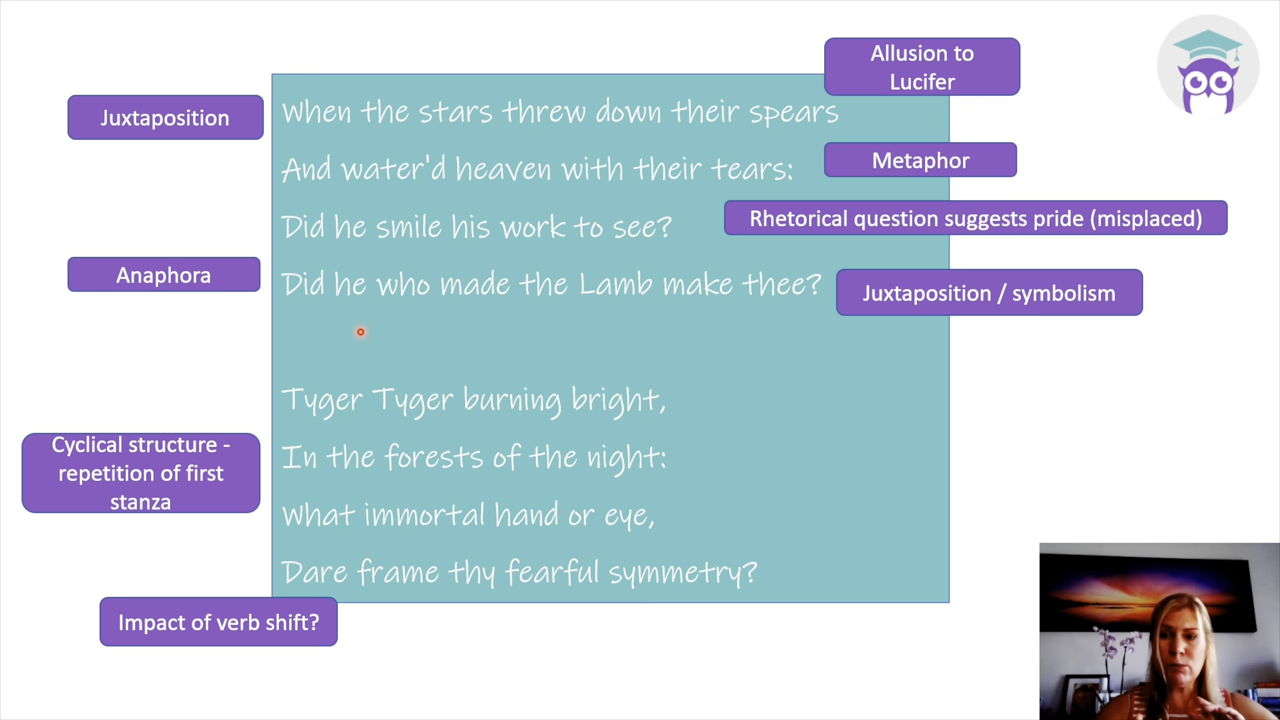 Allusion to
Lucifer
Juxtaposition
When the stars threw down their spears
And water'd heaven with their tears:
Metaphor
Did he smile his work to see?
Rhetorical question suggests pride (misplaced)
Anaphora
Did he who made the Lamb make thee?
Juxtaposition / symbolism
Tyger Tyger burning bright,
Cyclical structure -
repetition of first
stanza
In the forests of the night:
What immortal hand or eye,
Dare frame thy fearful symmetry?
Impact of verb shift?